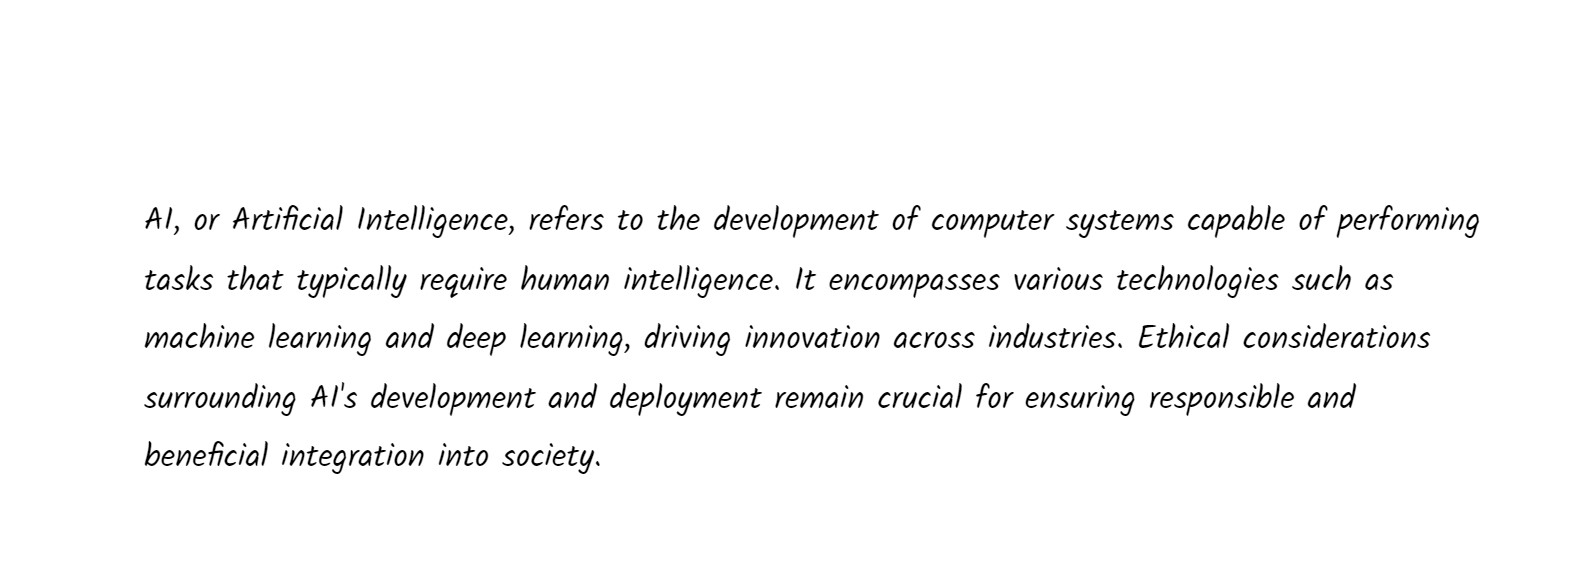 AI, or Artificial Intelligence, refers to the development of computer systems capable of performing
tasks that typically require human intelligence. It encompasses various technologies such as
machine learning and deep learning, driving innovation across industries. Ethical considerations
surrounding AI's development and deployment remain crucial for ensuring responsible and
beneficial integration into society.